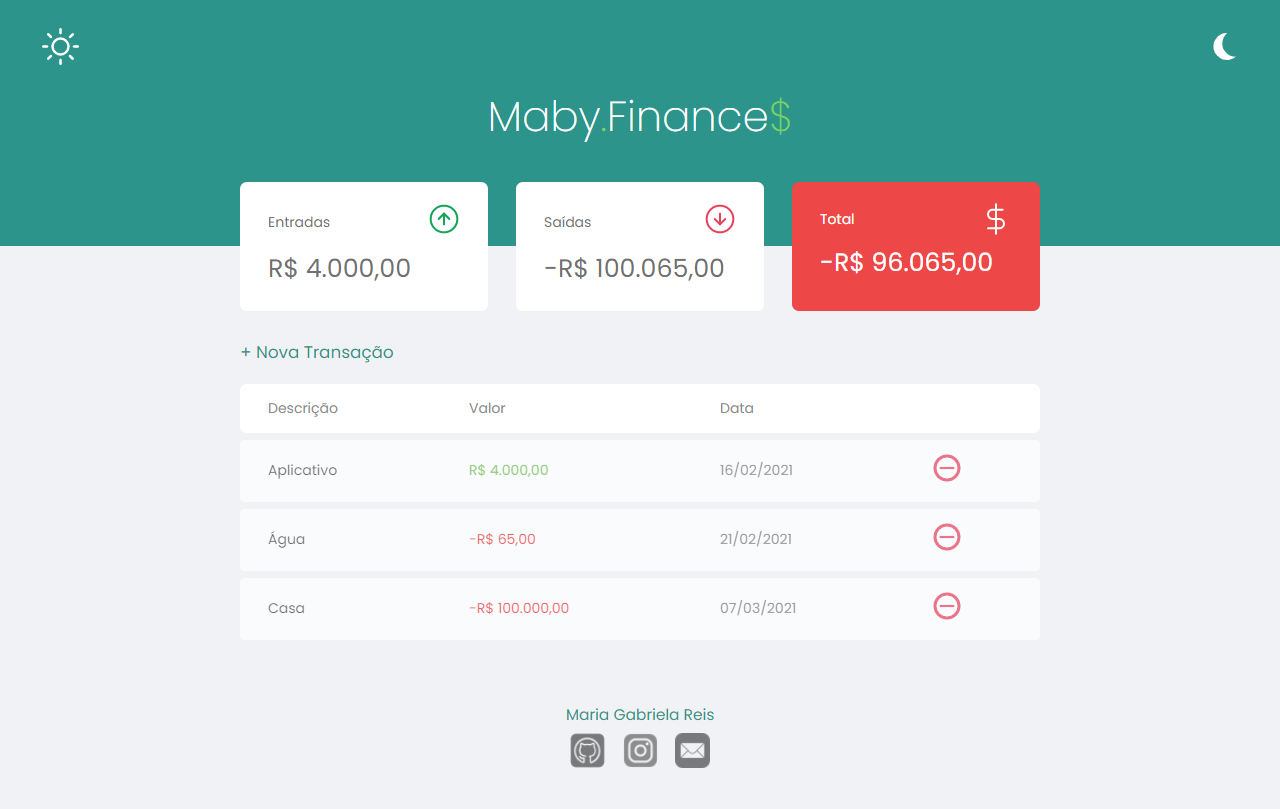 Maby.Finance$
Entradas
R$ 4.000,00
Saídas
-R$ 100.065,00
Total
$
-R$ 96.065,00
+ Nova Transação
Descrição Valor Data
Aplicativo R$ 4.000,00 16/02/2021
Água -R$ 65,00 21/02/2021
Casa -R$ 100.000,00 07/03/2021
Maria Gabriela Reis